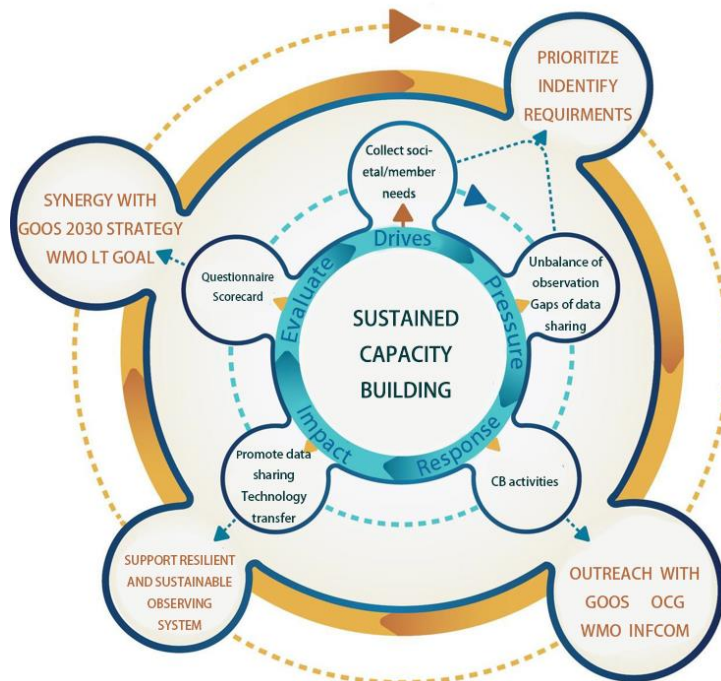 PRIORITIZE
INDENTIFY
REQUIRMENTS
Collect soci-
etal/member
needs
SYNERGY WITH
GOOS 2030 STRATEGY
WMO LT GOAL
Drives
Questionnaire
Scorecard
Evaluate
Pressure
Unbalance of
observation
Gaps of data
sharing
SUSTAINED
CAPACITY
BUILDING
Impact
Response
Promote data
sharing
Technology
transfer
CB activities
SUPPORT RESILIENT
AND SUSTAINABLE
OBSERVING
SYSTEM
OUTREACH WITH
GOOS OCG
WMO INFCOM